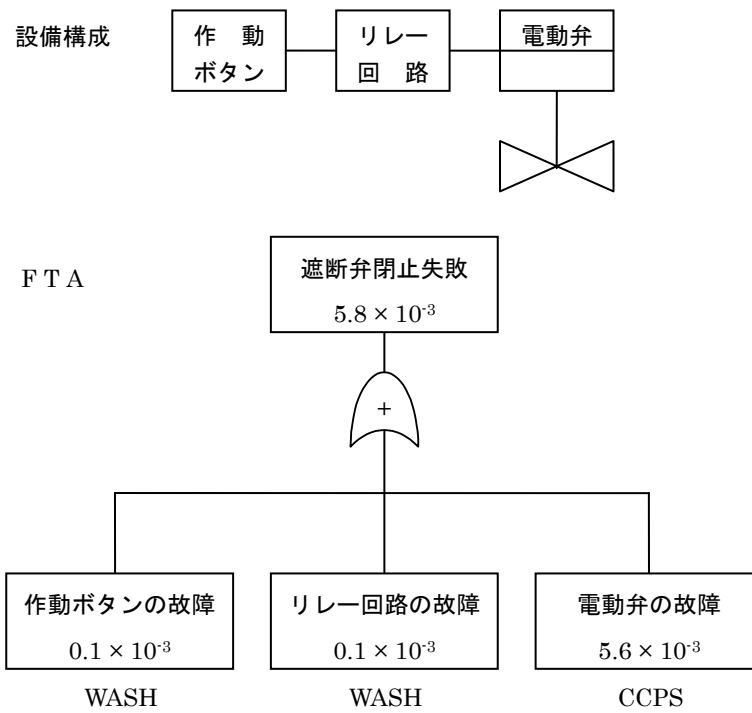 設備構成
作 動
ボタン
リレー
回 路
電動弁
F T A
遮断弁閉止失敗
5.8 × 10⁻³
+
作動ボタンの故障
0.1 × 10⁻³
WASH
リレー回路の故障
0.1 × 10⁻³
WASH
電動弁の故障
5.6 × 10⁻³
CCPS